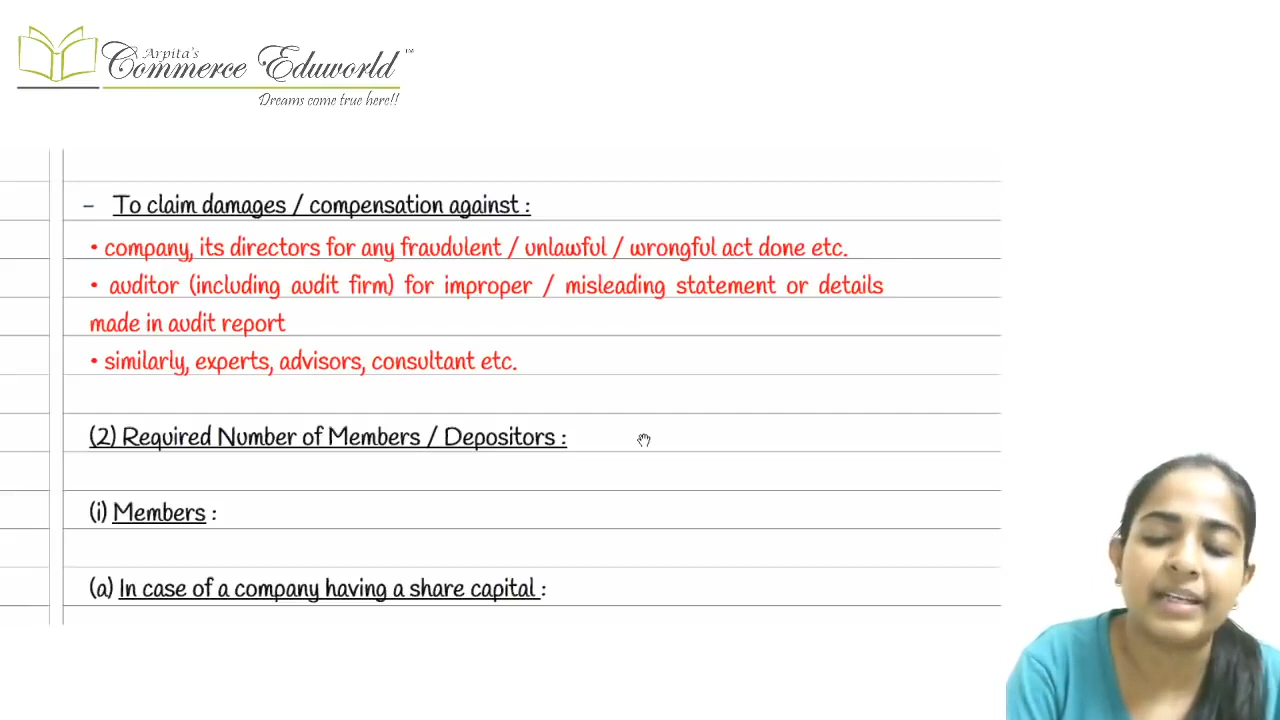 Arpita's
Commerce Eduworld™
Dreams come true here!!
– To claim damages / compensation against :
• company, its directors for any fraudulent / unlawful / wrongful act done etc.
• auditor (including audit firm) for improper / misleading statement or details
made in audit report
• similarly, experts, advisors, consultant etc.
(2) Required Number of Members / Depositors :
(i) Members :
(a) In case of a company having a share capital :